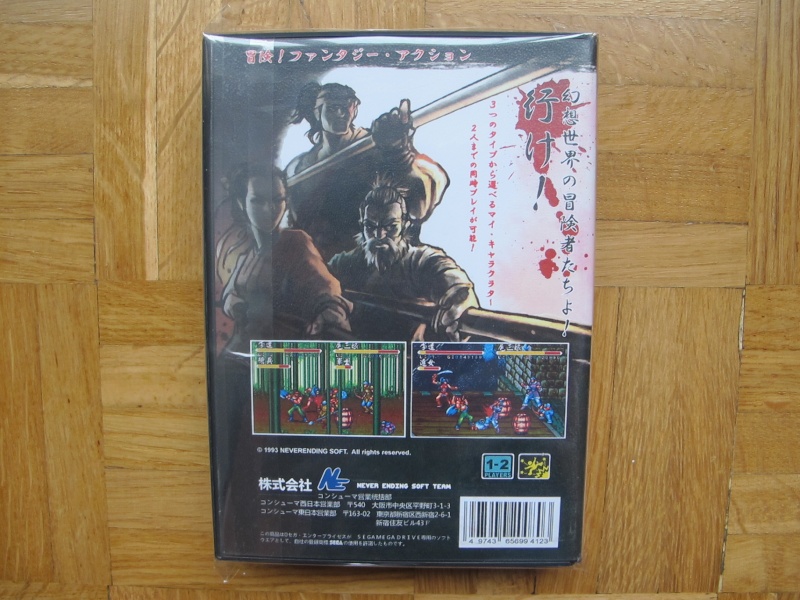 冒険！ファンタジー・アクション
幻想世界の冒険者たちよ！
行け！
3つのタイプから選べるマイ・キャラクター
2人までの同時プレイが可能！
© 1993 NEVERENDING SOFT. All rights reserved.
1-2
PLAYERS
株式会社 NE NEVER ENDING SOFT TEAM
コンシューマ営業統括部
コンシューマ西日本営業部 〒540 大阪市中央区平野町3-1-3
コンシューマ東日本営業部 〒163-02 東京都新宿区西新宿2-6-1
新宿住友ビル43F
4 9743 65699 4123